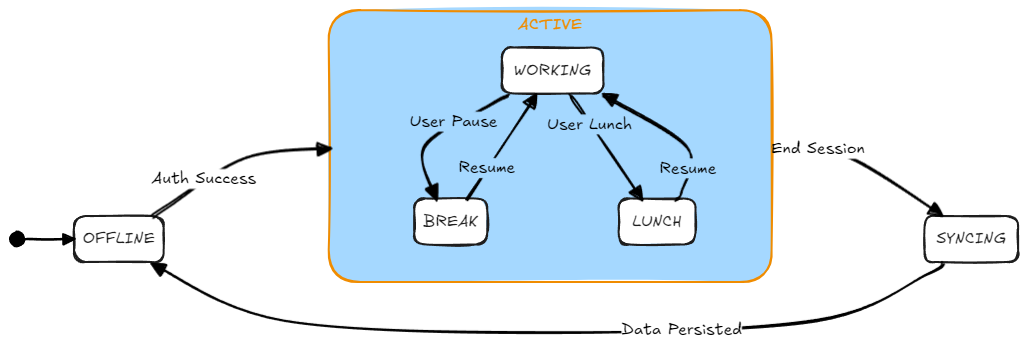 ACTIVE
WORKING
User Pause
User Lunch
End Session
Resume
Resume
Auth Success
BREAK
LUNCH
OFFLINE
SYNCING
Data Persisted